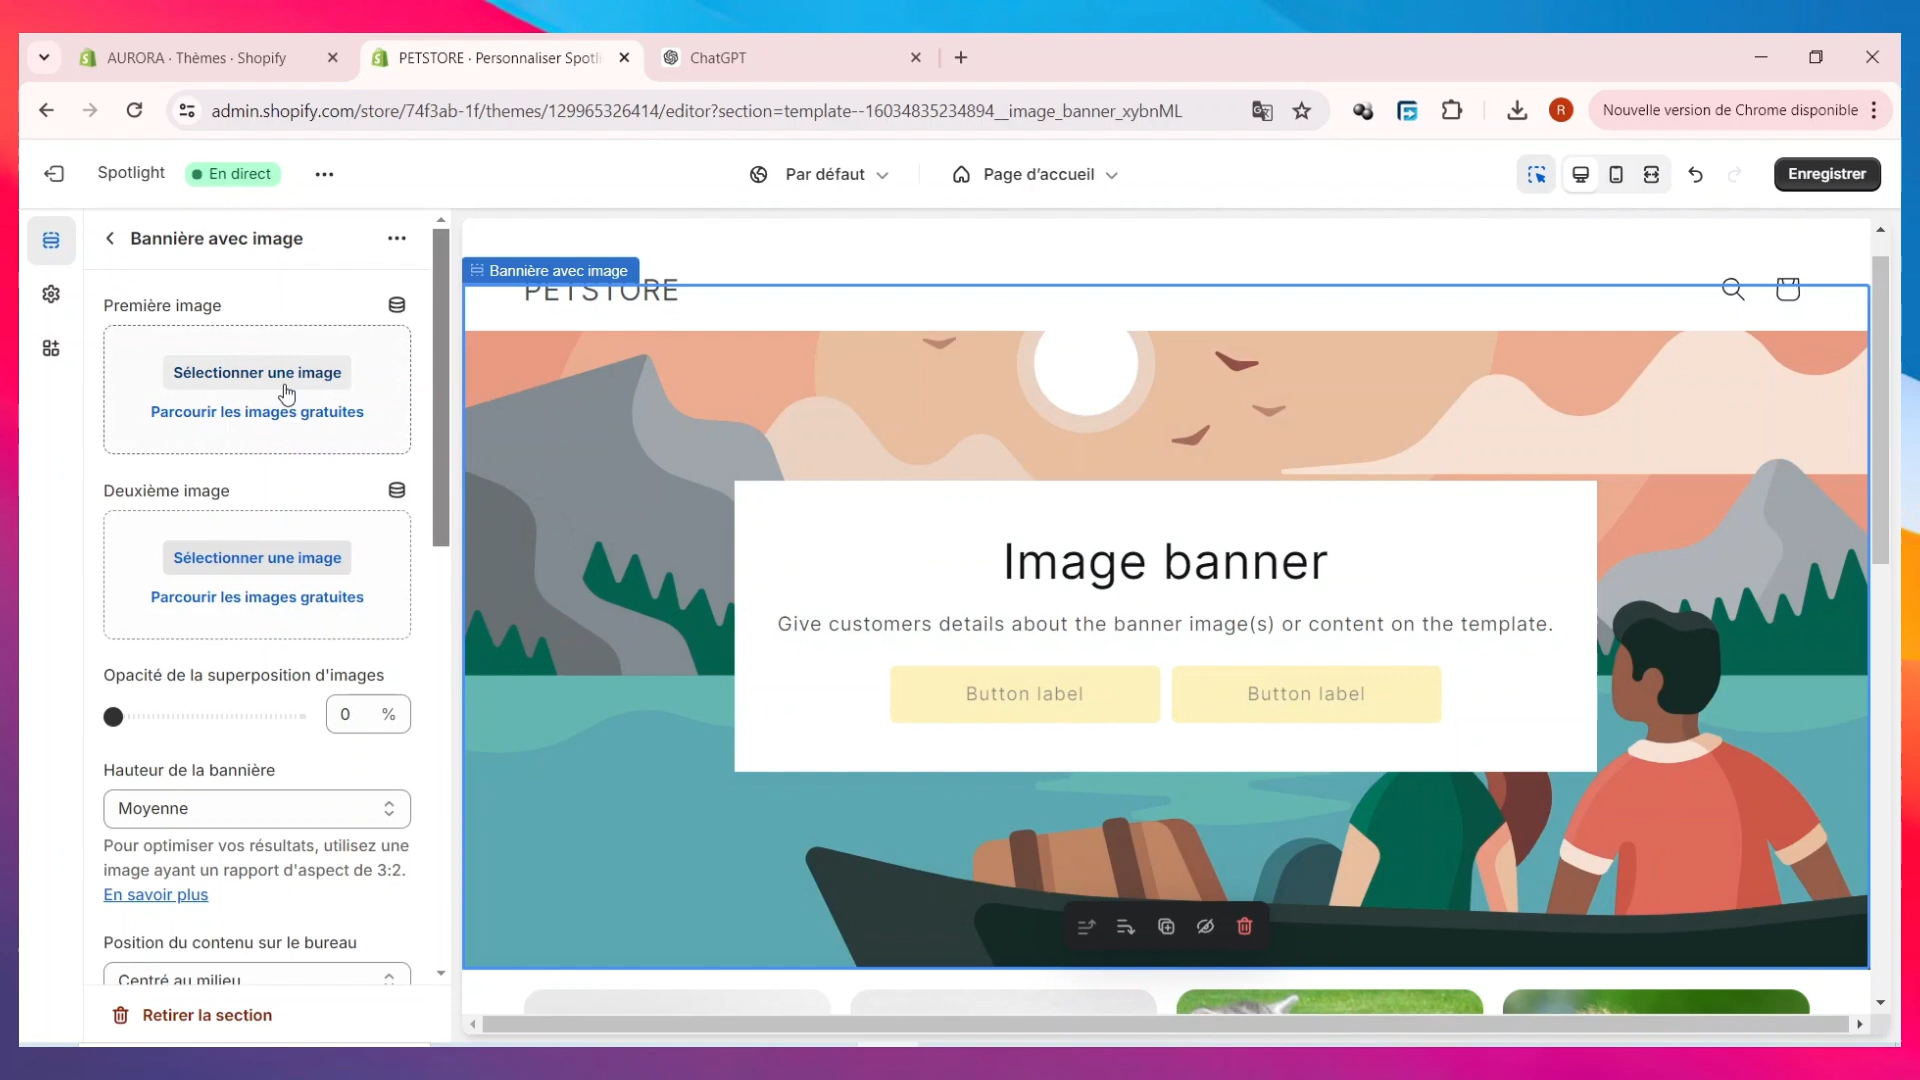 AURORA · Thèmes · Shopify
PETSTORE · Personnaliser Spotli
ChatGPT
admin.shopify.com/store/74f3ab-1f/themes/129965326414/editor?section=template--16034835234894__image_banner_xybnML
R
Nouvelle version de Chrome disponible
Spotlight
En direct
Par défaut
Page d'accueil
Enregistrer
Bannière avec image
Première image
Sélectionner une image
Parcourir les images gratuites
Deuxième image
Sélectionner une image
Parcourir les images gratuites
Opacité de la superposition d'images
0 %
Hauteur de la bannière
Moyenne
Pour optimiser vos résultats, utilisez une
image ayant un rapport d'aspect de 3:2.
En savoir plus
Position du contenu sur le bureau
Centré au milieu
Retirer la section
Bannière avec image
PETSTORE
Image banner
Give customers details about the banner image(s) or content on the template.
Button label
Button label